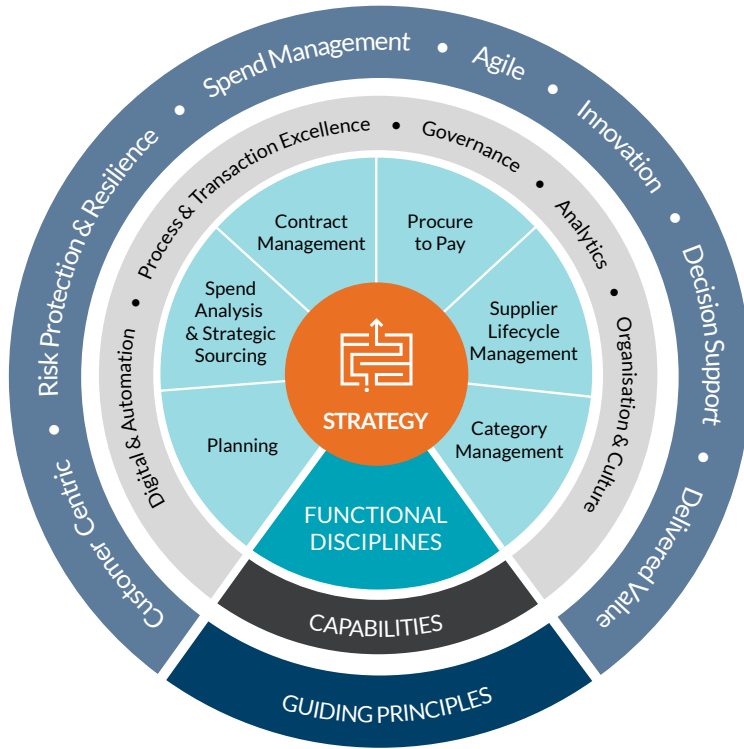 Customer Centric • Risk Protection & Resilience • Spend Management • Agile • Innovation • Decision Support • Delivered Value
Digital & Automation • Process & Transaction Excellence • Governance • Analytics • Organisation & Culture
Planning
Spend
Analysis
& Strategic
Sourcing
Contract
Management
Procure
to Pay
Supplier
Lifecycle
Management
Category
Management
STRATEGY
FUNCTIONAL
DISCIPLINES
CAPABILITIES
GUIDING PRINCIPLES